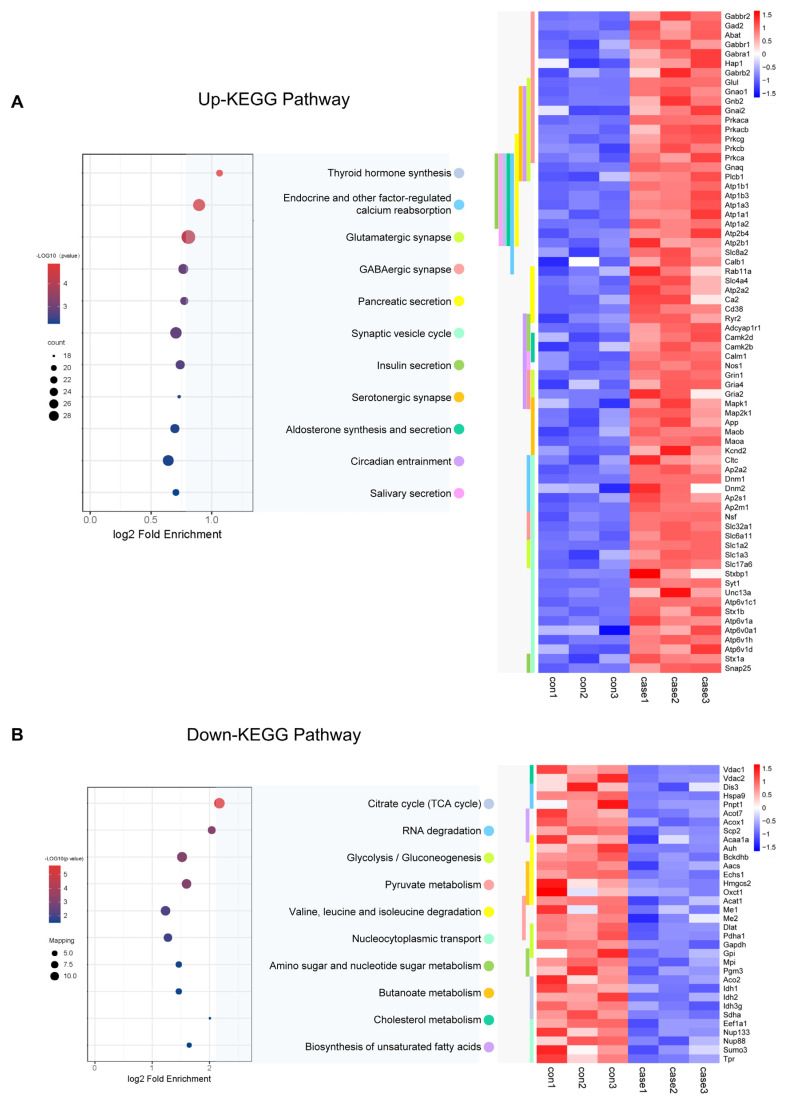 A
Up-KEGG Pathway
-LOG10（pvalue）
4
3
count
18
20
22
24
26
28
0.0
0.5
1.0
log2 Fold Enrichment
Thyroid hormone synthesis
Endocrine and other factor-regulated
calcium reabsorption
Glutamatergic synapse
GABAergic synapse
Pancreatic secretion
Synaptic vesicle cycle
Insulin secretion
Serotonergic synapse
Aldosterone synthesis and secretion
Circadian entrainment
Salivary secretion
Gabbr2
Gad2
Abat
Gabbr1
Gabra1
Hap1
Gabrb2
Glul
Gnao1
Gnb2
Gnai2
Prkaca
Prkacb
Prkcg
Prkcb
Prkca
Gnaq
Plcb1
Atp1b1
Atp1b3
Atp1a3
Atp1a1
Atp1a2
Atp2b4
Atp2b1
Slc8a2
Calb1
Rab11a
Slc4a4
Atp2a2
Ca2
Cd38
Ryr2
Adcyap1r1
Camk2d
Camk2b
Calm1
Nos1
Grin1
Gria4
Gria2
Mapk1
Map2k1
App
Maob
Maoa
Kcnd2
Cltc
Ap2a2
Dnm1
Dnm2
Ap2s1
Ap2m1
Nsf
Slc32a1
Slc6a11
Slc1a2
Slc1a3
Slc17a6
Stxbp1
Syt1
Unc13a
Atp6v1c1
Stx1b
Atp6v1a
Atp6v0a1
Atp6v1h
Atp6v1d
Stx1a
Snap25
con1
con2
con3
case1
case2
case3
1.5
1
0.5
0
−0.5
−1
−1.5
B
Down-KEGG Pathway
-LOG10(p value)
5
4
3
2
Mapping
5.0
7.5
10.0
0
1
2
log2 Fold Enrichment
Citrate cycle (TCA cycle)
RNA degradation
Glycolysis / Gluconeogenesis
Pyruvate metabolism
Valine, leucine and isoleucine degradation
Nucleocytoplasmic transport
Amino sugar and nucleotide sugar metabolism
Butanoate metabolism
Cholesterol metabolism
Biosynthesis of unsaturated fatty acids
Vdac1
Vdac2
Dis3
Hspa9
Pnpt1
Acot7
Acox1
Scp2
Acaa1a
Auh
Bckdhb
Aacs
Echs1
Hmgcs2
Oxct1
Acat1
Me1
Me2
Dlat
Pdha1
Gapdh
Gpi
Mpi
Pgm3
Aco2
Idh1
Idh2
Idh3g
Sdha
Eef1a1
Nup133
Nup88
Sumo3
Tpr
con1
con2
con3
case1
case2
case3
1.5
1
0.5
0
−0.5
−1
−1.5